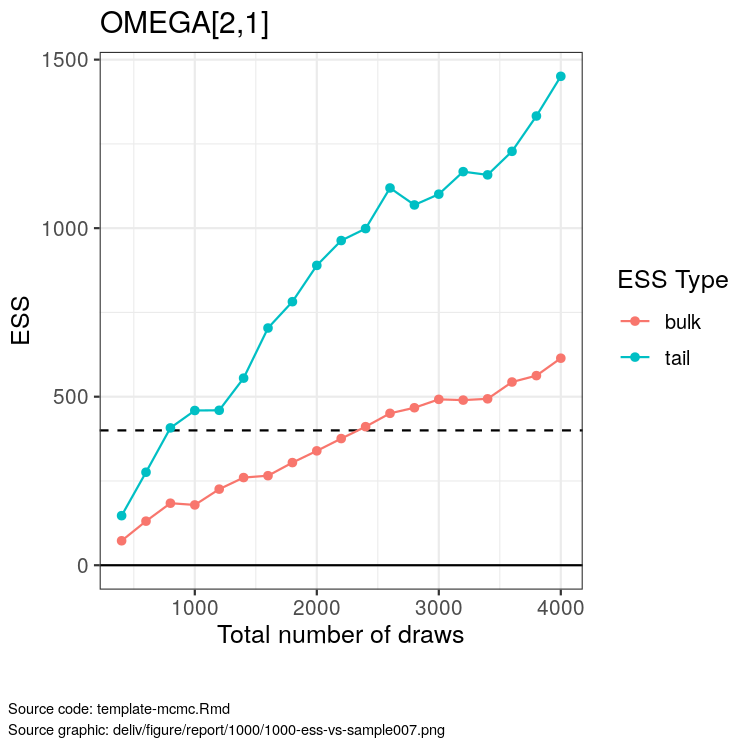 OMEGA[2,1]
1500
1000
500
0
ESS
1000 2000 3000 4000
Total number of draws
ESS Type
bulk
tail
Source code: template-mcmc.Rmd
Source graphic: deliv/figure/report/1000/1000-ess-vs-sample007.png